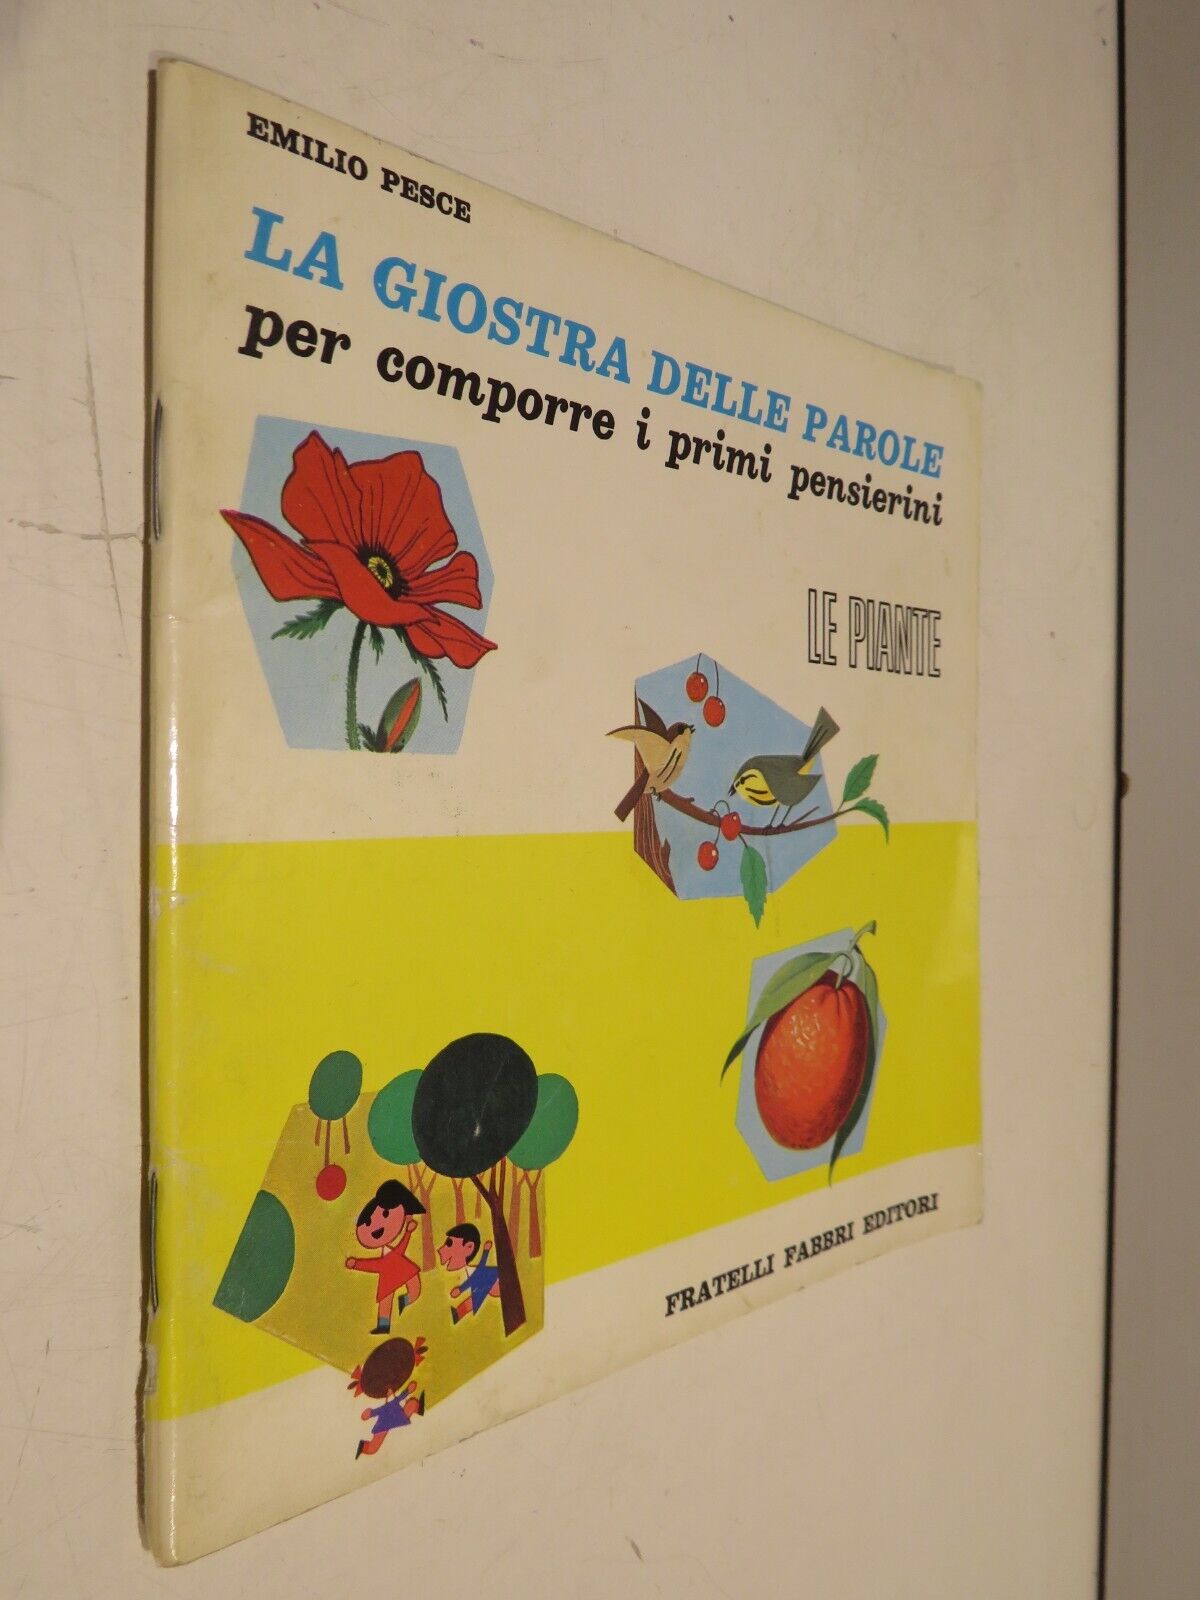 EMILIO PESCE
LA GIOSTRA DELLE PAROLE
per comporre i primi pensierini
LE PIANTE
FRATELLI FABBRI EDITORI